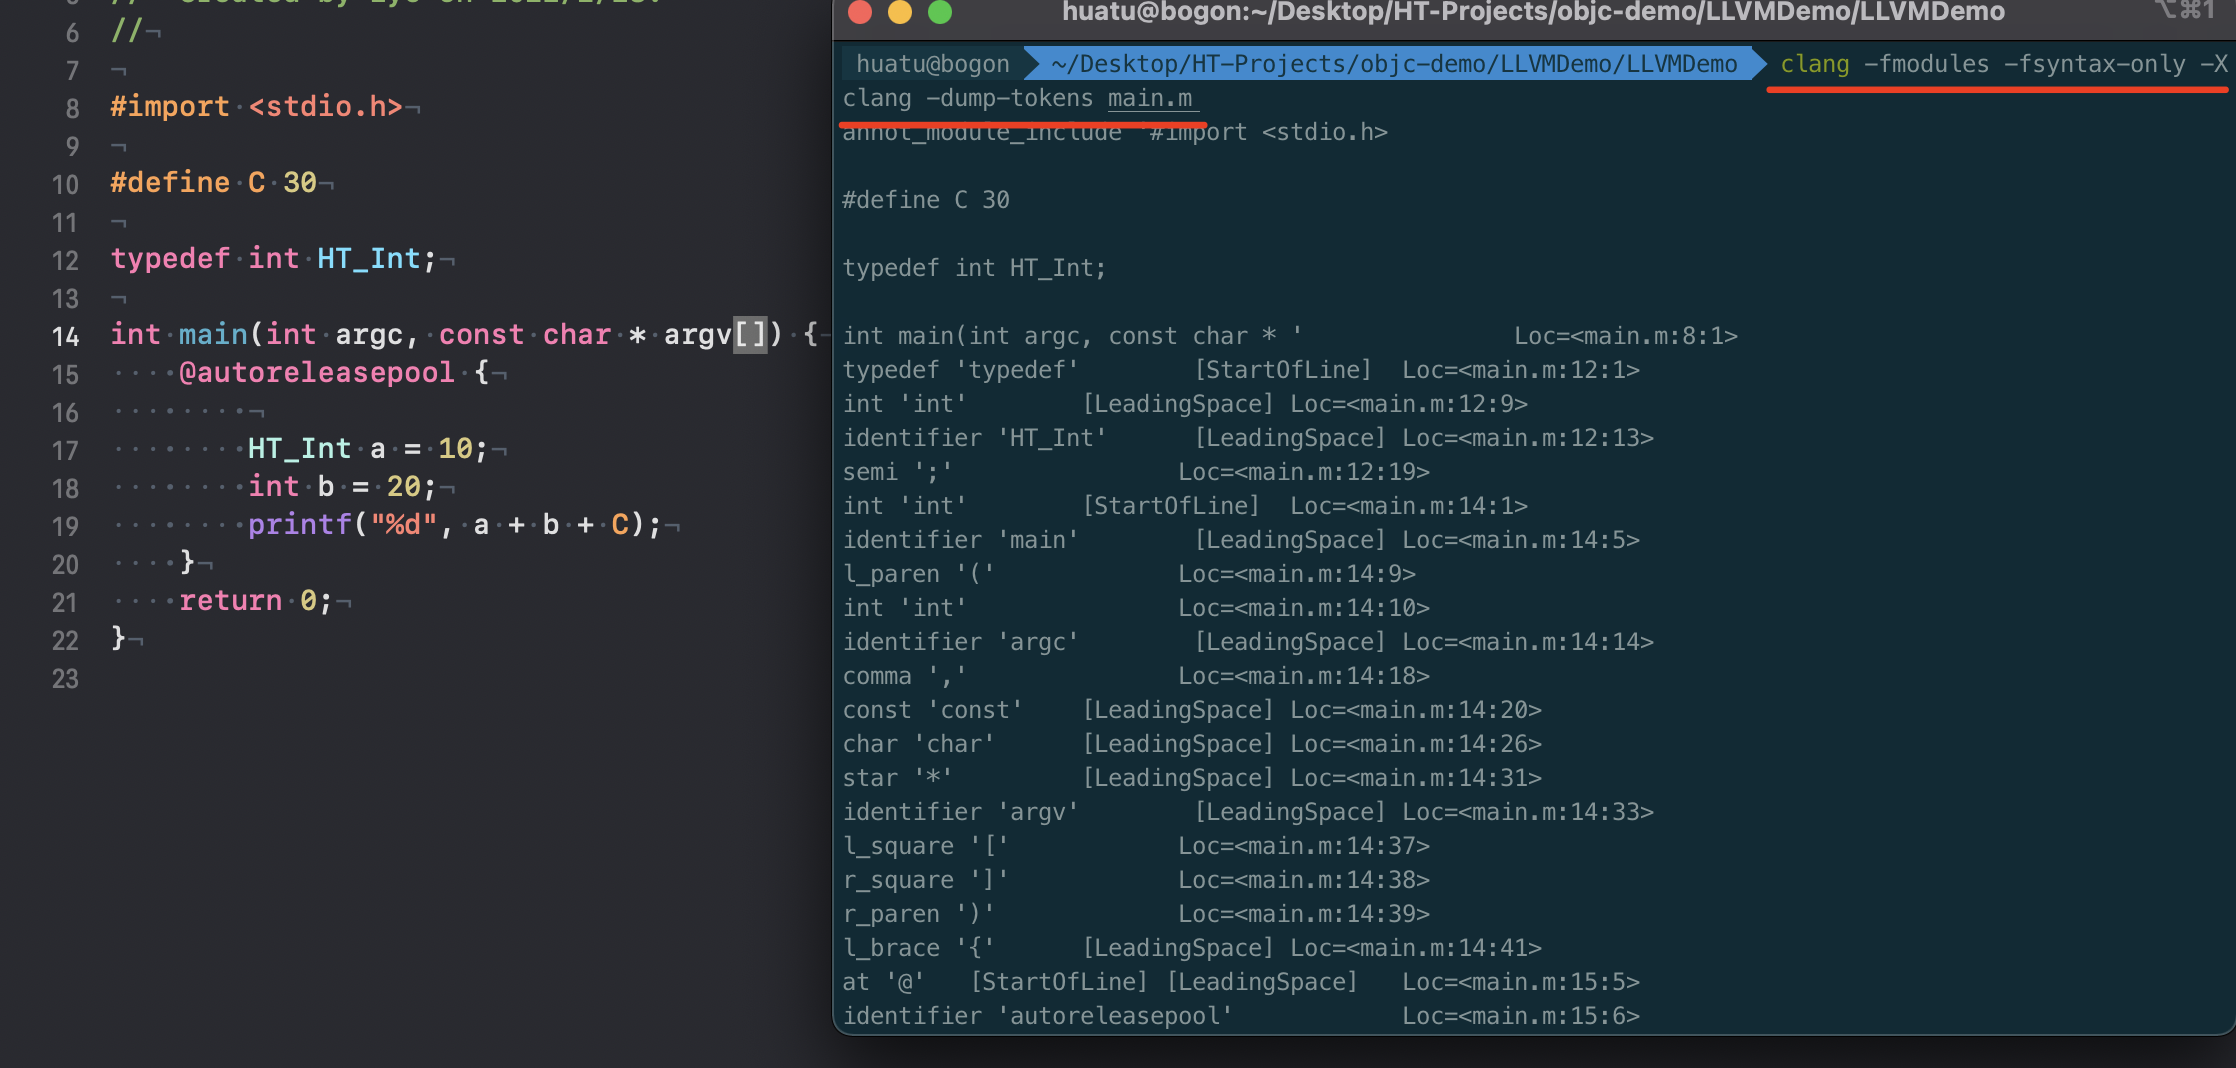 6 //¬
7 ¬
8 #import <stdio.h>¬
9 ¬
10 #define C 30¬
11 ¬
12 typedef int HT_Int;¬
13 ¬
14 int main(int argc, const char * argv[]) {¬
15 ····@autoreleasepool {¬
16 ········¬
17 ········HT_Int a = 10;¬
18 ········int b = 20;¬
19 ········printf("%d", a + b + C);¬
20 ····}¬
21 ····return 0;¬
22 }¬
23
huatu@bogon:~/Desktop/HT-Projects/objc-demo/LLVMDemo/LLVMDemo ⌥⌘1
huatu@bogon ~/Desktop/HT-Projects/objc-demo/LLVMDemo/LLVMDemo clang -fmodules -fsyntax-only -X
clang -dump-tokens main.m
annot_module_include '#import <stdio.h>
#define C 30
typedef int HT_Int;
int main(int argc, const char * ' Loc=<main.m:8:1>
typedef 'typedef' [StartOfLine] Loc=<main.m:12:1>
int 'int' [LeadingSpace] Loc=<main.m:12:9>
identifier 'HT_Int' [LeadingSpace] Loc=<main.m:12:13>
semi ';' Loc=<main.m:12:19>
int 'int' [StartOfLine] Loc=<main.m:14:1>
identifier 'main' [LeadingSpace] Loc=<main.m:14:5>
l_paren '(' Loc=<main.m:14:9>
int 'int' Loc=<main.m:14:10>
identifier 'argc' [LeadingSpace] Loc=<main.m:14:14>
comma ',' Loc=<main.m:14:18>
const 'const' [LeadingSpace] Loc=<main.m:14:20>
char 'char' [LeadingSpace] Loc=<main.m:14:26>
star '*' [LeadingSpace] Loc=<main.m:14:31>
identifier 'argv' [LeadingSpace] Loc=<main.m:14:33>
l_square '[' Loc=<main.m:14:37>
r_square ']' Loc=<main.m:14:38>
r_paren ')' Loc=<main.m:14:39>
l_brace '{' [LeadingSpace] Loc=<main.m:14:41>
at '@' [StartOfLine] [LeadingSpace] Loc=<main.m:15:5>
identifier 'autoreleasepool' Loc=<main.m:15:6>